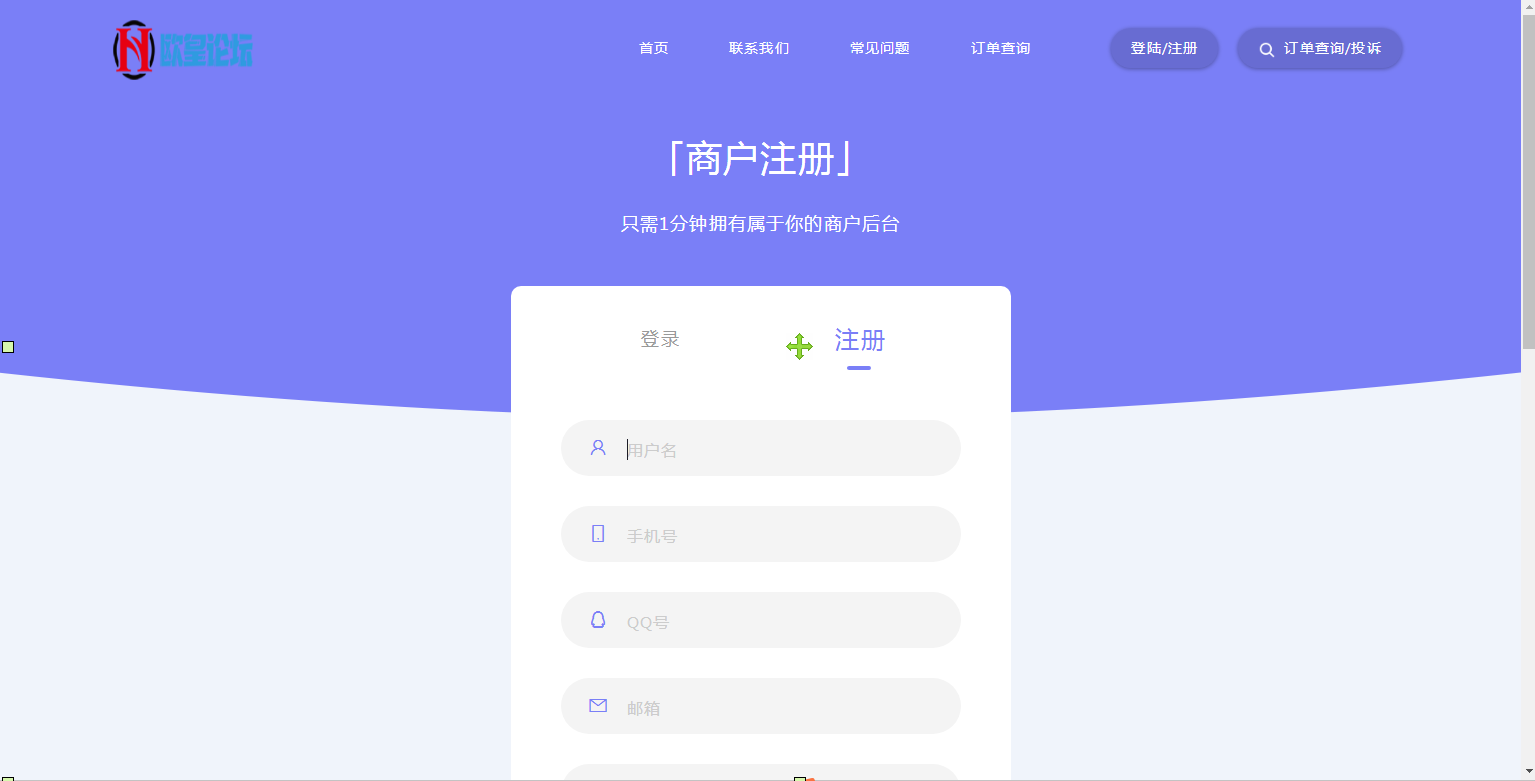 欧皇论坛
首页 联系我们 常见问题 订单查询 登陆/注册 订单查询/投诉
「商户注册」
只需1分钟拥有属于你的商户后台
登录 注册
用户名
手机号
QQ号
邮箱